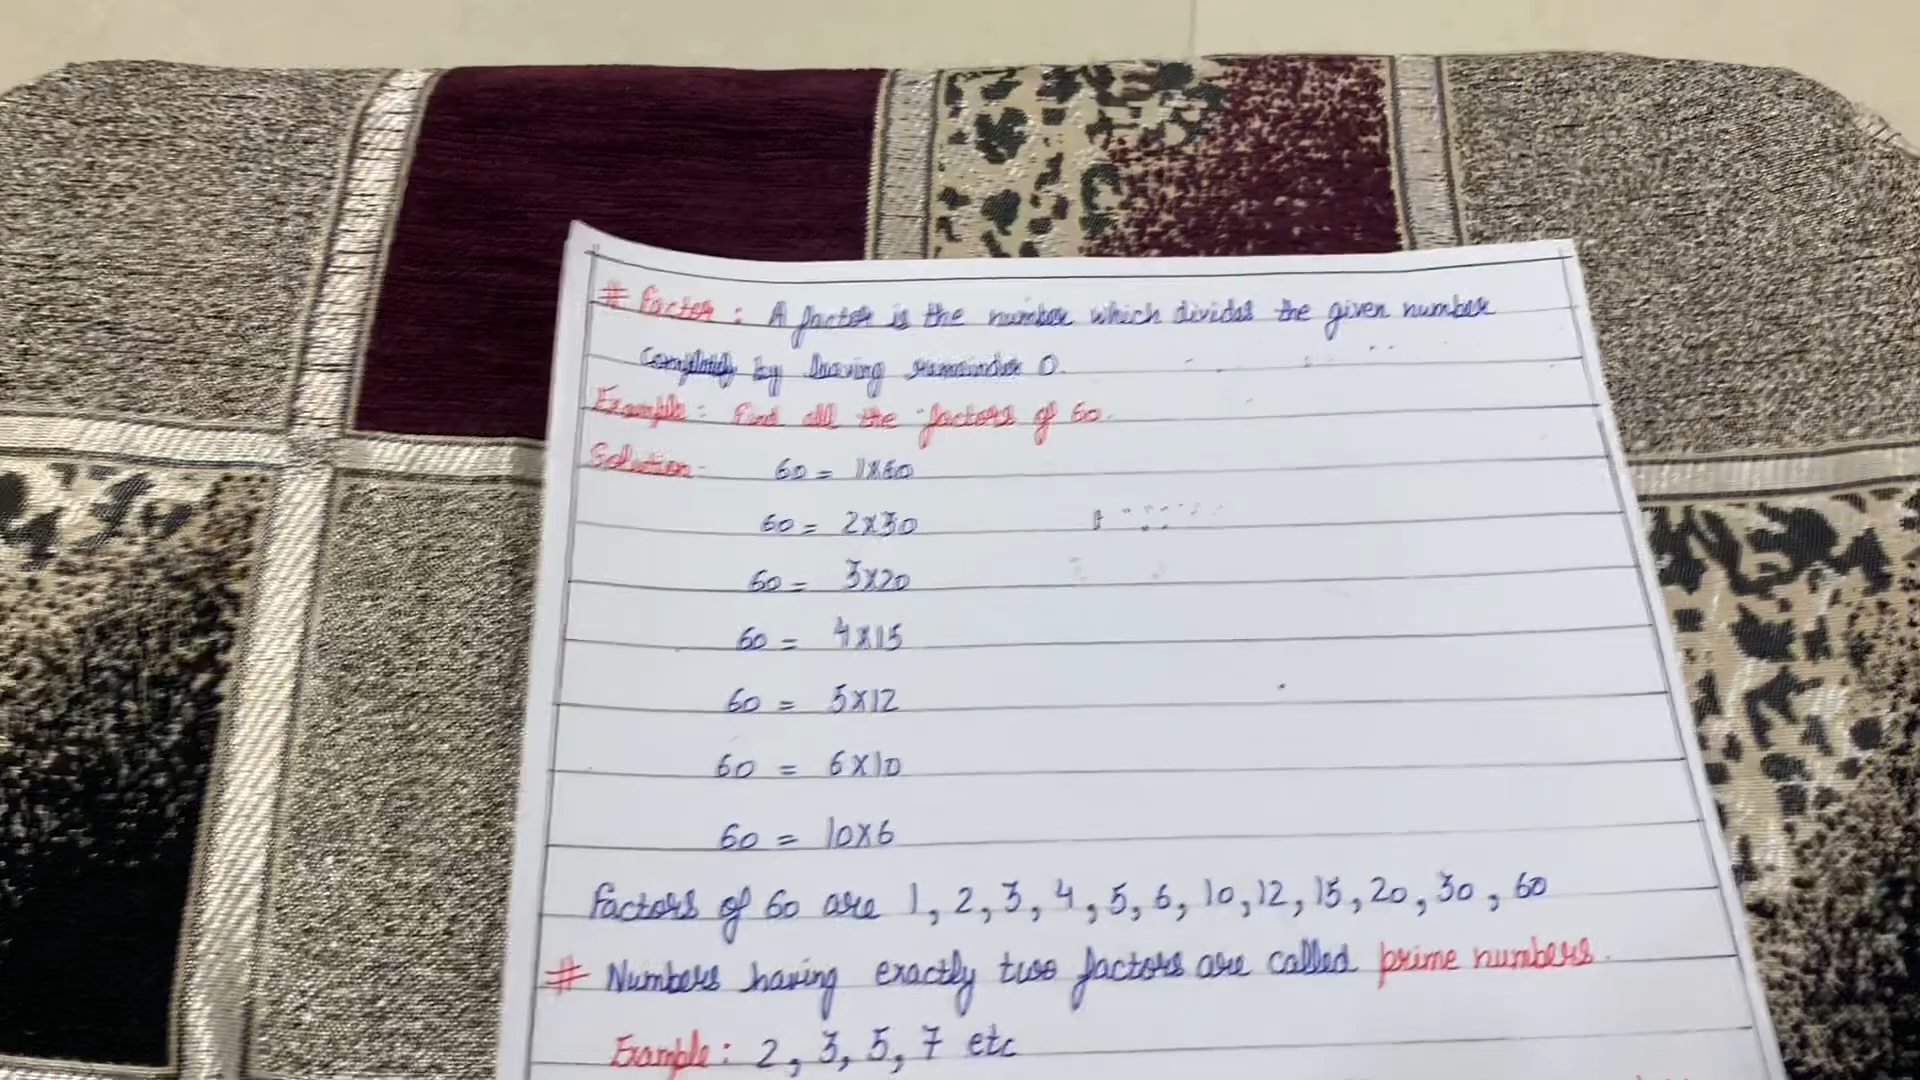 # Factor : A factor is the number which divides the given number
completely by leaving remainder 0.
Example : Find all the factors of 60.
Solution - 60 = 1x60
60 = 2x30
60 = 3x20
60 = 4x15
60 = 5x12
60 = 6x10
60 = 10x6
Factors of 60 are 1, 2, 3, 4, 5, 6, 10, 12, 15, 20, 30, 60
# Numbers having exactly two factors are called prime numbers.
Example : 2, 3, 5, 7 etc